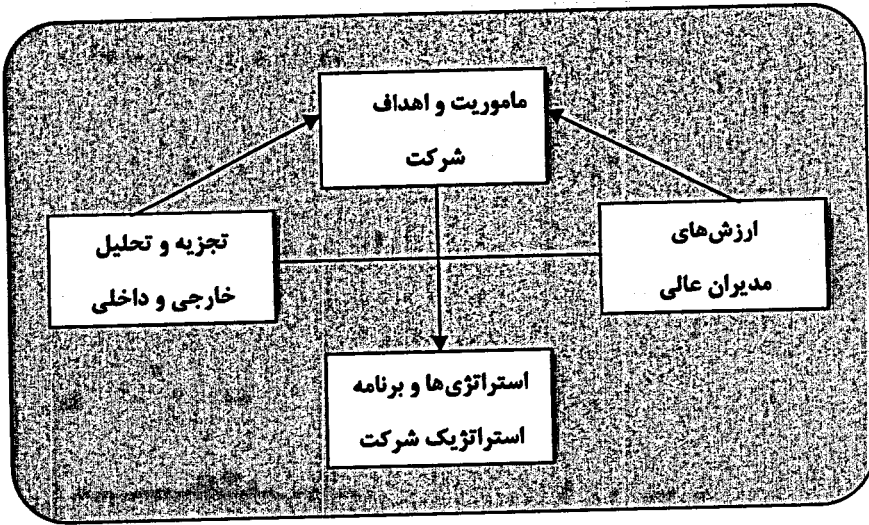 ماموریت و اهداف
شرکت
ارزش‌های
مدیران عالی
تجزیه و تحلیل
خارجی و داخلی
استراتژی‌ها و برنامه
استراتژیک شرکت